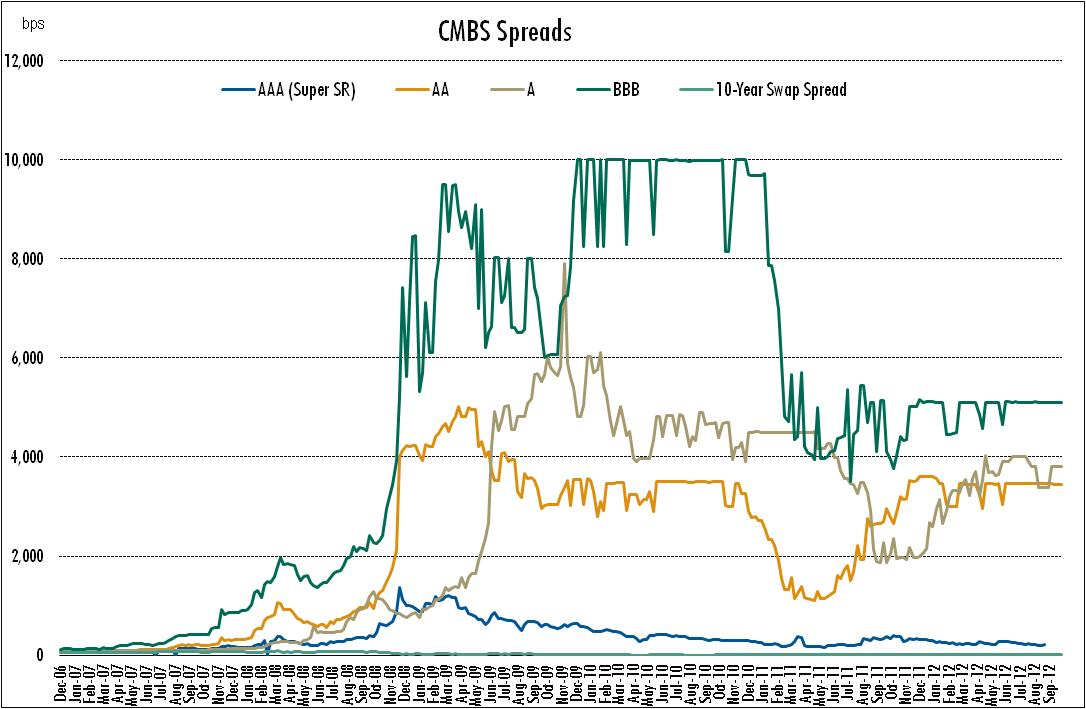 bps
CMBS Spreads
12,000
AAA (Super SR) AA A BBB 10-Year Swap Spread
10,000
8,000
6,000
4,000
2,000
0
Dec-06 Jan-07 Feb-07 Mar-07 Apr-07 May-07 Jun-07 Jul-07 Aug-07 Sep-07 Oct-07 Nov-07 Dec-07 Jan-08 Feb-08 Mar-08 Apr-08 May-08 Jun-08 Jul-08 Aug-08 Sep-08 Oct-08 Nov-08 Dec-08 Jan-09 Feb-09 Mar-09 Apr-09 May-09 Jun-09 Jul-09 Aug-09 Sep-09 Oct-09 Nov-09 Dec-09 Jan-10 Feb-10 Mar-10 Apr-10 May-10 Jun-10 Jul-10 Aug-10 Sep-10 Oct-10 Nov-10 Dec-10 Jan-11 Feb-11 Mar-11 Apr-11 May-11 Jun-11 Jul-11 Aug-11 Sep-11 Oct-11 Nov-11 Dec-11 Jan-12 Feb-12 Mar-12 Apr-12 May-12 Jun-12 Jul-12 Aug-12 Sep-12